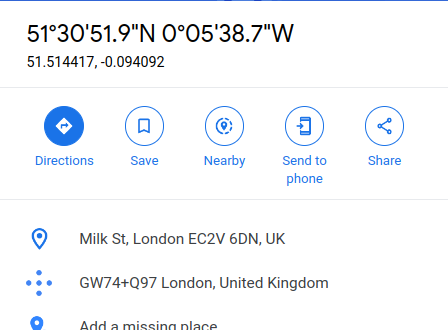 51°30'51.9"N 0°05'38.7"W
51.514417, -0.094092
Directions
Save
Nearby
Send to
phone
Share
Milk St, London EC2V 6DN, UK
GW74+Q97 London, United Kingdom
Add a missing place